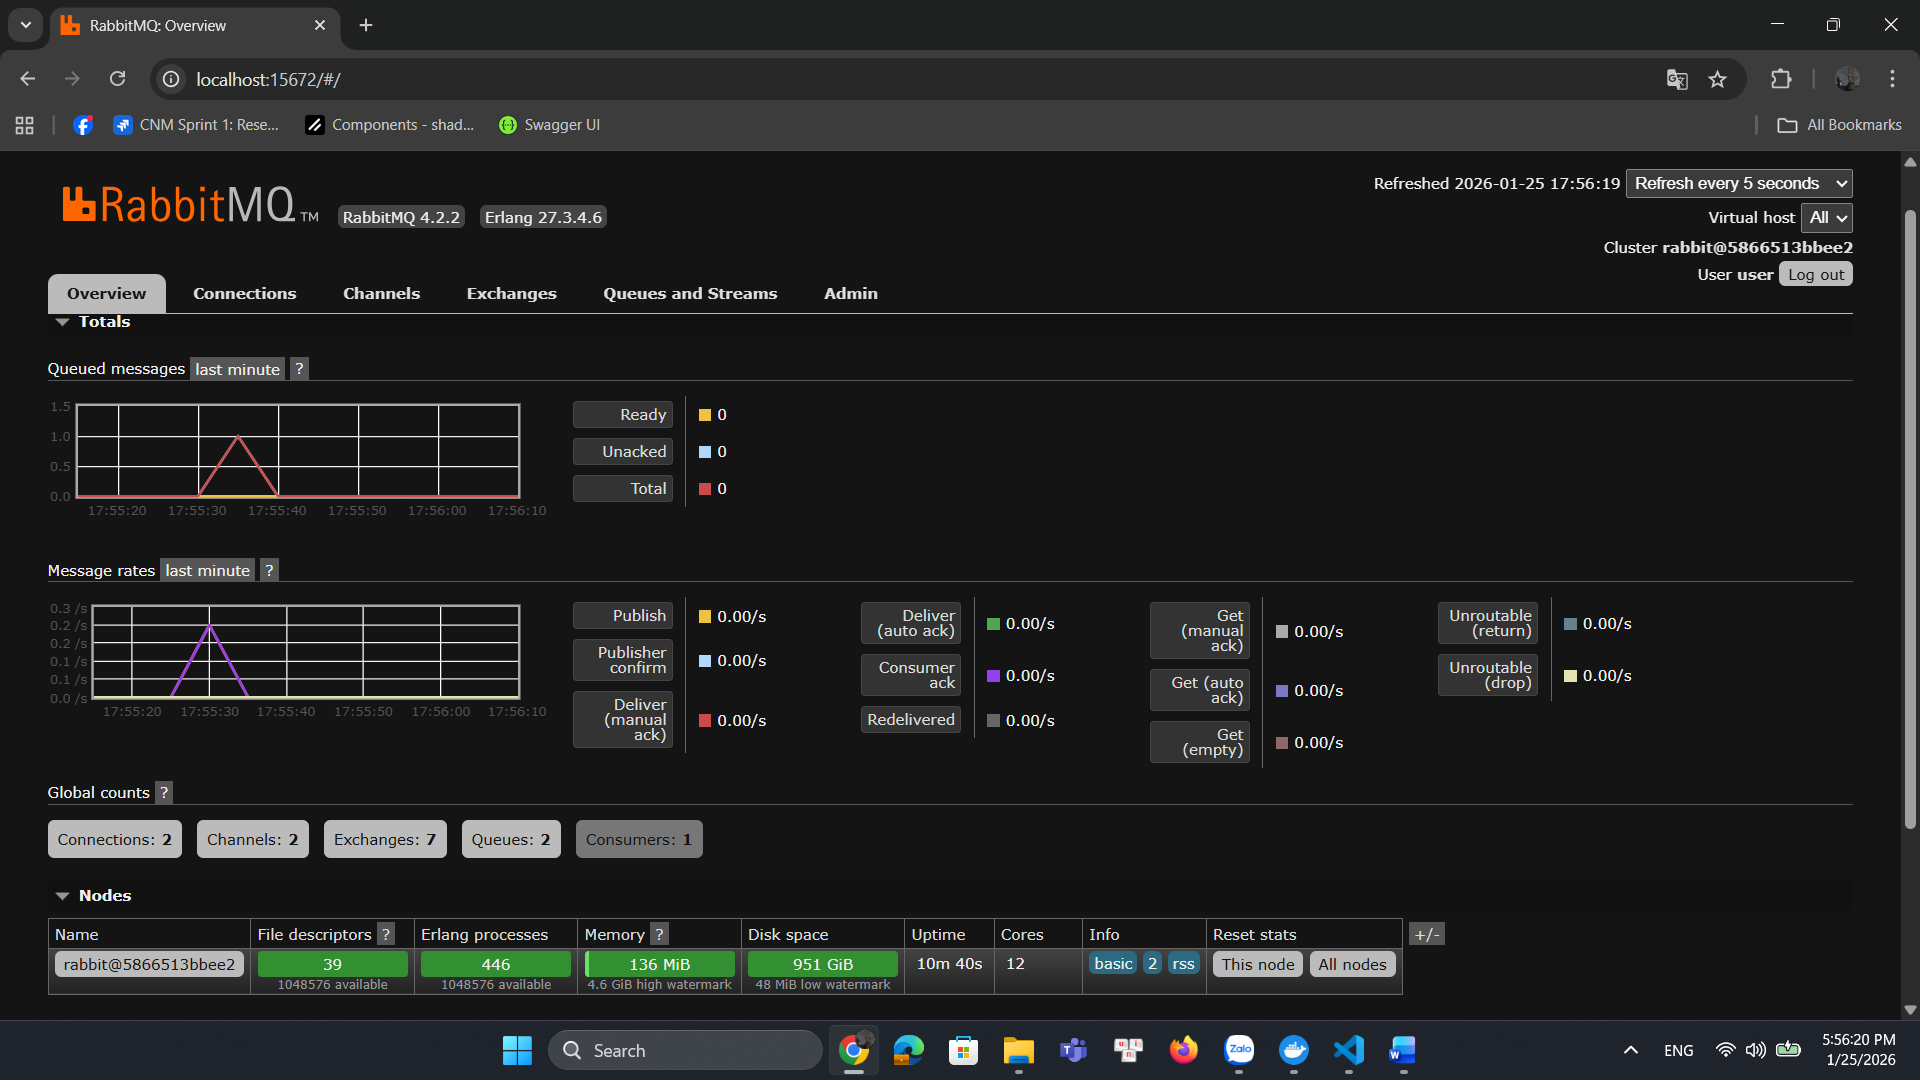 RabbitMQ: Overview
localhost:15672/#/
CNM Sprint 1: Rese...
Components - shad...
Swagger UI
All Bookmarks
RabbitMQ TM
RabbitMQ 4.2.2
Erlang 27.3.4.6
Refreshed 2026-01-25 17:56:19
Refresh every 5 seconds
Virtual host All
Cluster rabbit@5866513bbee2
User user Log out
Overview
Connections
Channels
Exchanges
Queues and Streams
Admin
Totals
Queued messages last minute ?
1.5
1.0
0.5
0.0
17:55:20 17:55:30 17:55:40 17:55:50 17:56:00 17:56:10
Ready 0
Unacked 0
Total 0
Message rates last minute ?
0.3 /s
0.2 /s
0.2 /s
0.1 /s
0.1 /s
0.0 /s
17:55:20 17:55:30 17:55:40 17:55:50 17:56:00 17:56:10
Publish 0.00/s
Publisher
confirm 0.00/s
Deliver
(manual
ack) 0.00/s
Deliver
(auto ack) 0.00/s
Consumer
ack 0.00/s
Redelivered 0.00/s
Get
(manual
ack) 0.00/s
Get (auto
ack) 0.00/s
Get
(empty) 0.00/s
Unroutable
(return) 0.00/s
Unroutable
(drop) 0.00/s
Global counts ?
Connections: 2
Channels: 2
Exchanges: 7
Queues: 2
Consumers: 1
Nodes
Name File descriptors ? Erlang processes Memory ? Disk space Uptime Cores Info Reset stats +/-
rabbit@5866513bbee2 39 446 136 MiB 951 GiB 10m 40s 12 basic 2 rss This node All nodes
1048576 available 1048576 available 4.6 GiB high watermark 48 MiB low watermark
Search
Zalo
ENG
5:56:20 PM
1/25/2026